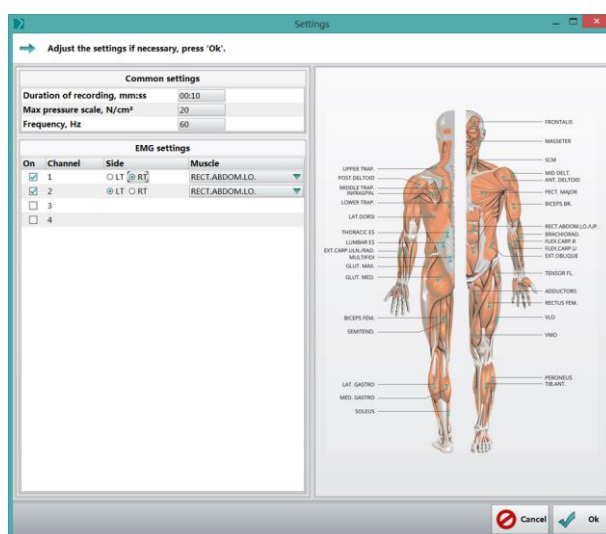 Settings
Adjust the settings if necessary, press 'Ok'.
Common settings
Duration of recording, mm:ss 00:10
Max pressure scale, N/cm² 20
Frequency, Hz 60
EMG settings
On Channel Side Muscle
1 LT RT RECT.ABDOM.LO.
2 LT RT RECT.ABDOM.LO.
3
4
UPPER TRAP.
POST.DELTOID
MIDDLE TRAP.
INFRASPIN.
LOWER TRAP.
LAT.DORSI
THORACIC ES
LUMBAR ES
EXT.CARP.ULN./RAD.
MULTIFIDI
GLUT. MAX.
GLUT. MED.
BICEPS FEM.
SEMITEND.
LAT. GASTRO
MED. GASTRO
SOLEUS
FRONTALIS
MASSETER
SCM
MID DELT.
ANT. DELTOID
PECT. MAJOR
BICEPS BR.
RECT.ABDOM.LO./UP.
BRACHIORAD.
FLEX.CARP.R
FLEX.CARP.U
EXT.OBLIQUE
TENSOR FL.
ADDUCTORS
RECTUS FEM.
VLO
VMO
PERONEUS
TIB.ANT.
Cancel Ok